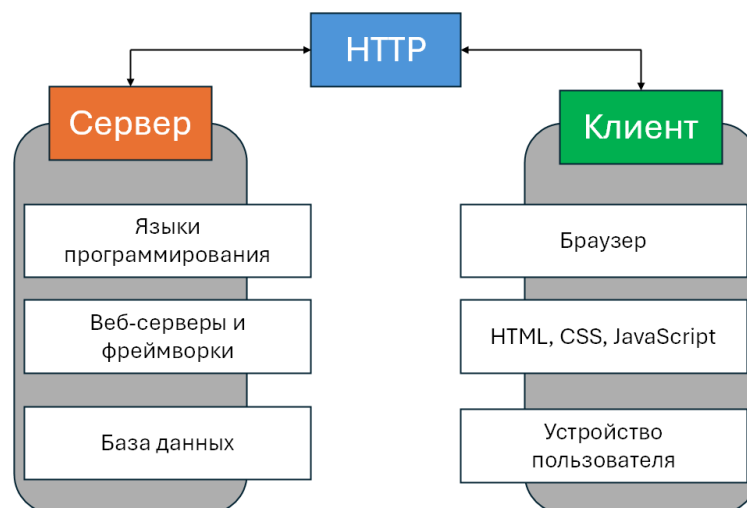 HTTP
Сервер
Клиент
Языки
программирования
Браузер
Веб-серверы и
фреймворки
HTML, CSS, JavaScript
База данных
Устройство
пользователя